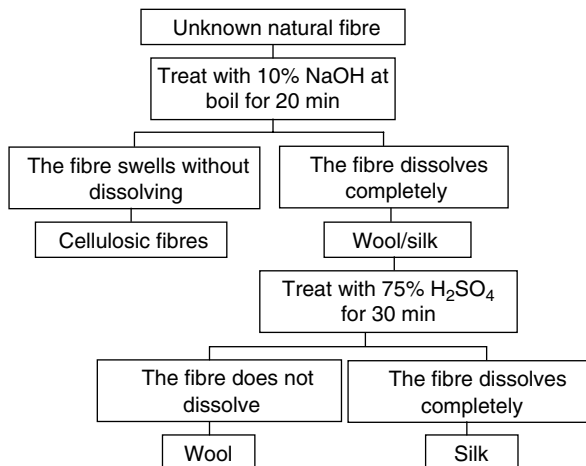 Unknown natural fibre
Treat with 10% NaOH at
boil for 20 min
The fibre swells without
dissolving
The fibre dissolves
completely
Cellulosic fibres
Wool/silk
Treat with 75% H₂SO₄
for 30 min
The fibre does not
dissolve
The fibre dissolves
completely
Wool
Silk